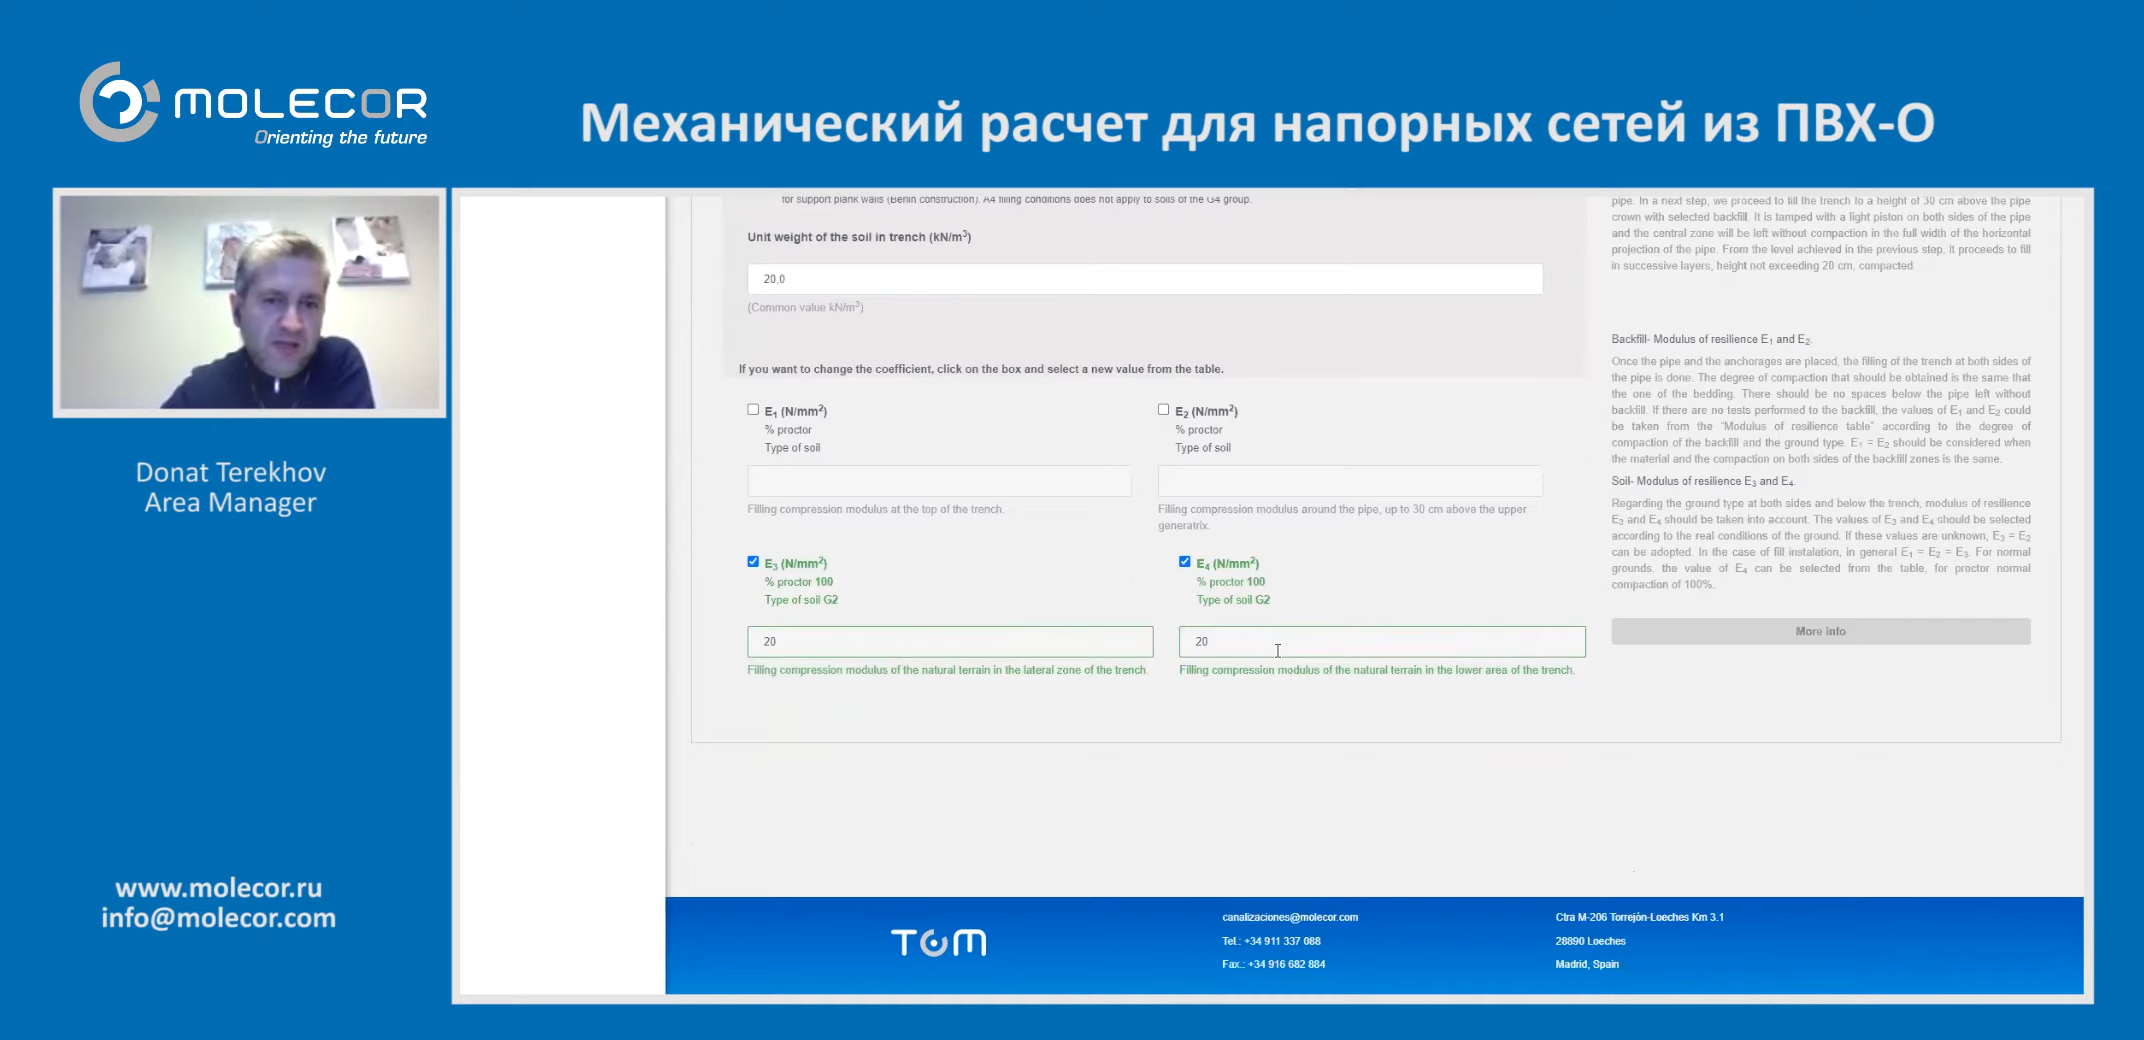 MOLECOR
Orienting the future
Механический расчет для напорных сетей из ПВХ-О
Donat Terekhov
Area Manager
www.molecor.ru
info@molecor.com
for support plank walls (Berlin construction). A4 filling conditions does not apply to soils of the G4 group.
Unit weight of the soil in trench (kN/m³)
20,0
(Common value kN/m³)
If you want to change the coefficient, click on the box and select a new value from the table.
E₁ (N/mm²)
% proctor
Type of soil
Filling compression modulus at the top of the trench.
E₂ (N/mm²)
% proctor
Type of soil
Filling compression modulus around the pipe, up to 30 cm above the upper
generatrix.
E₃ (N/mm²)
% proctor 100
Type of soil G2
20
Filling compression modulus of the natural terrain in the lateral zone of the trench.
E₄ (N/mm²)
% proctor 100
Type of soil G2
20
Filling compression modulus of the natural terrain in the lower area of the trench.
pipe. In a next step, we proceed to fill the trench to a height of 30 cm above the pipe
crown with selected backfill. It is tamped with a light piston on both sides of the pipe
and the central zone will be left without compaction in the full width of the horizontal
projection of the pipe. From the level achieved in the previous step, it proceeds to fill
in successive layers, height not exceeding 20 cm, compacted.
Backfill- Modulus of resilience E₁ and E₂.
Once the pipe and the anchorages are placed, the filling of the trench at both sides of
the pipe is done. The degree of compaction that should be obtained is the same that
the one of the bedding. There should be no spaces below the pipe left without
backfill. If there are no tests performed to the backfill, the values of E₁ and E₂ could
be taken from the "Modulus of resilience table" according to the degree of
compaction of the backfill and the ground type. E₁ = E₂ should be considered when
the material and the compaction on both sides of the backfill zones is the same.
Soil- Modulus of resilience E₃ and E₄.
Regarding the ground type at both sides and below the trench, modulus of resilience
E₃ and E₄ should be taken into account. The values of E₃ and E₄ should be selected
according to the real conditions of the ground. If these values are unknown, E₃ = E₂
can be adopted. In the case of fill instalation, in general E₁ = E₂ = E₃. For normal
grounds, the value of E₄ can be selected from the table, for proctor normal
compaction of 100%.
More info
TOM
canalizaciones@molecor.com
Tel.: +34 911 337 088
Fax.: +34 916 682 884
Ctra M-206 Torrejón-Loeches Km 3.1
28890 Loeches
Madrid, Spain